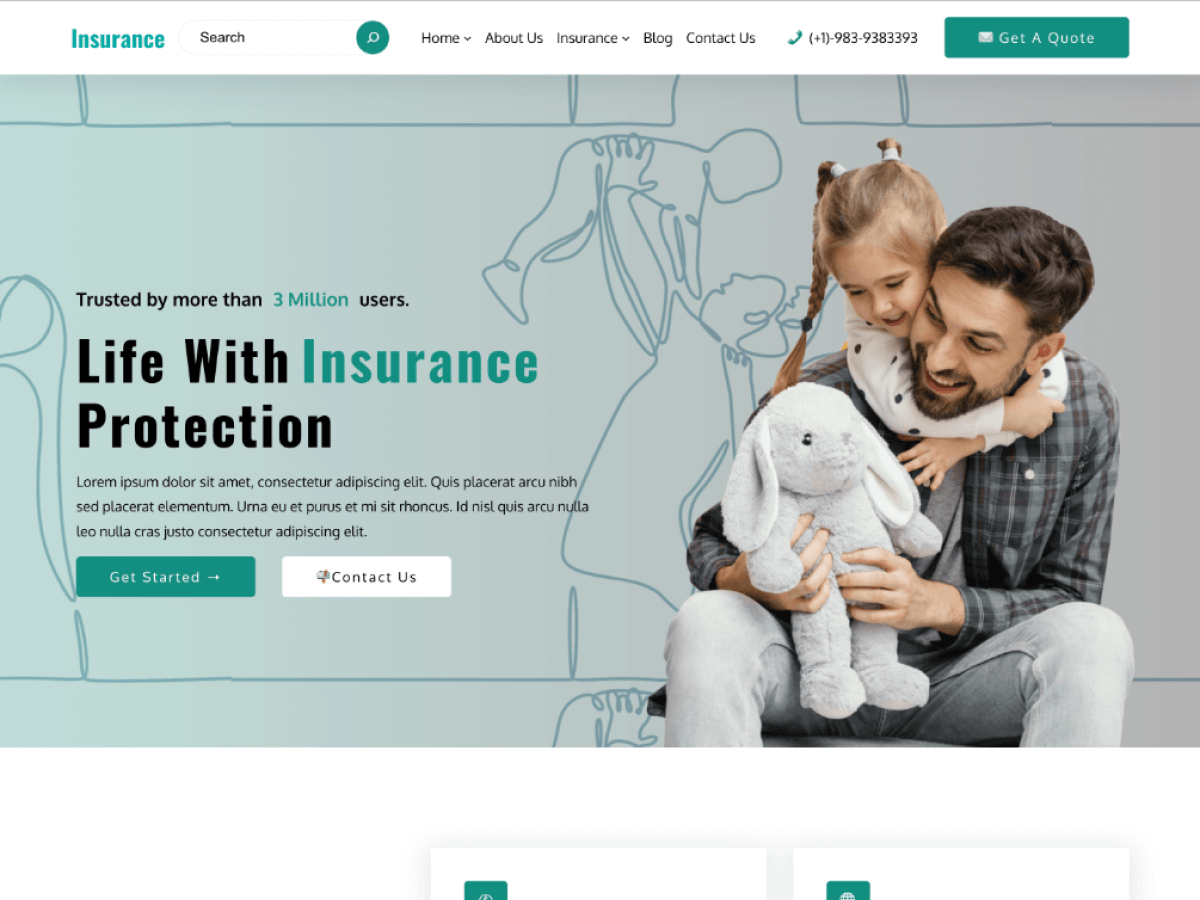 Insurance
Search
Home
About Us
Insurance
Blog
Contact Us
(+1)-983-9383393
Get A Quote
Trusted by more than 3 Million users.
Life With Insurance
Protection
Lorem ipsum dolor sit amet, consectetur adipiscing elit. Quis placerat arcu nibh
sed placerat elementum. Urna eu et purus et mi sit rhoncus. Id nisl quis arcu nulla
leo nulla cras justo consectetur adipiscing elit.
Get Started →
Contact Us